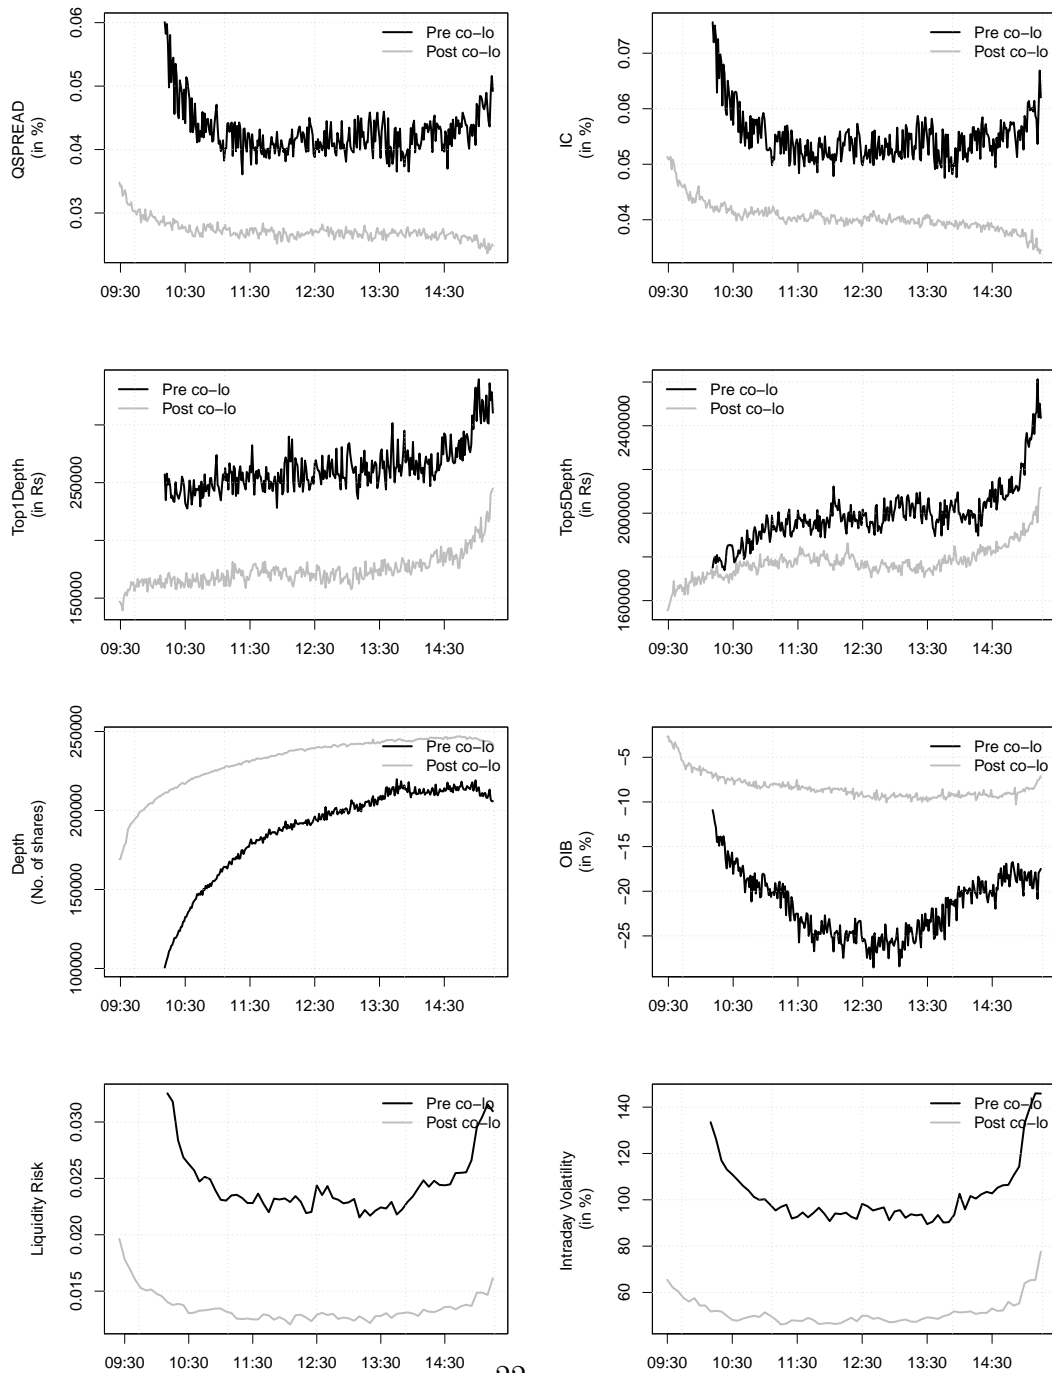 QSPREAD
(in %)
0.03 0.04 0.05 0.06
Pre co−lo
Post co−lo
09:30 10:30 11:30 12:30 13:30 14:30
IC
(in %)
0.04 0.05 0.06 0.07
Pre co−lo
Post co−lo
09:30 10:30 11:30 12:30 13:30 14:30
Top1Depth
(in Rs)
150000 250000
Pre co−lo
Post co−lo
09:30 10:30 11:30 12:30 13:30 14:30
Top5Depth
(in Rs)
1600000 2000000 2400000
Pre co−lo
Post co−lo
09:30 10:30 11:30 12:30 13:30 14:30
Depth
(No. of shares)
100000 150000 200000 250000
Pre co−lo
Post co−lo
09:30 10:30 11:30 12:30 13:30 14:30
OIB
(in %)
−25 −20 −15 −10 −5
Pre co−lo
Post co−lo
09:30 10:30 11:30 12:30 13:30 14:30
Liquidity Risk
0.015 0.020 0.025 0.030
Pre co−lo
Post co−lo
09:30 10:30 11:30 12:30 13:30 14:30
Intraday Volatility
(in %)
60 80 100 120 140
Pre co−lo
Post co−lo
09:30 10:30 11:30 12:30 13:30 14:30